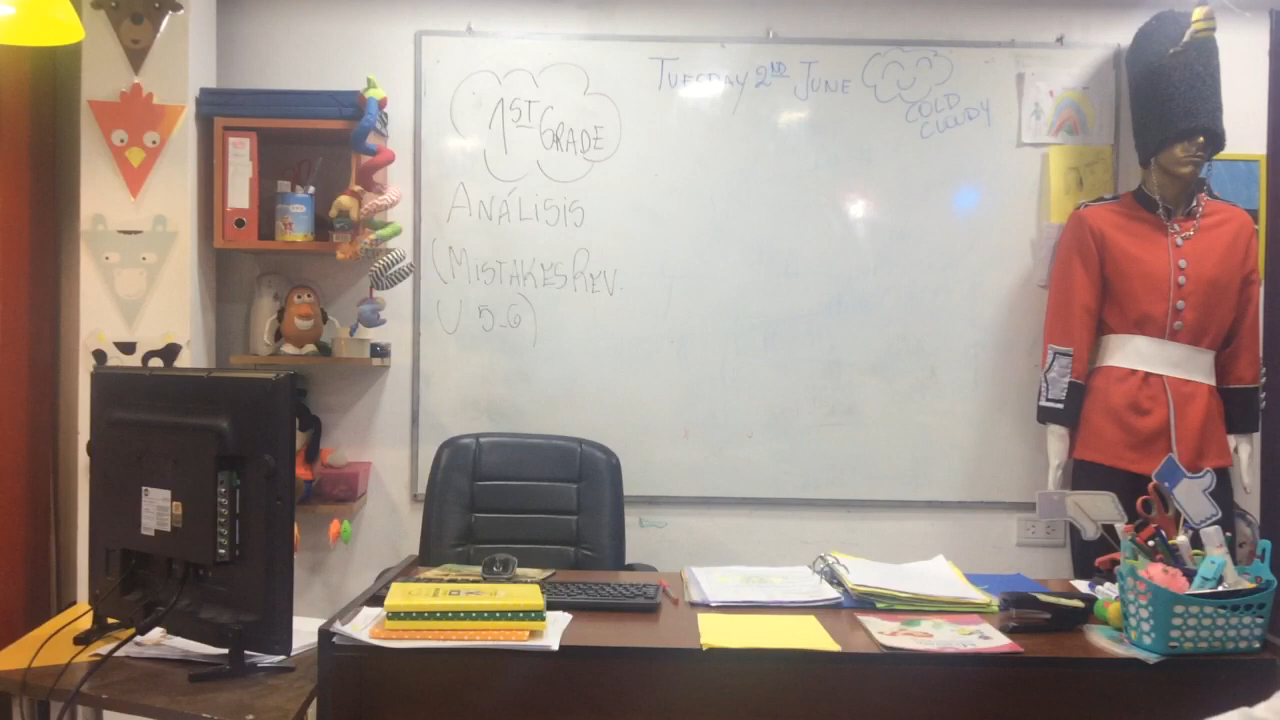 1ST GRADE
ANÁLISIS
(MISTAKES REV.
U 5-6)
TUESDAY 2ND JUNE
COLD
CLOUDY